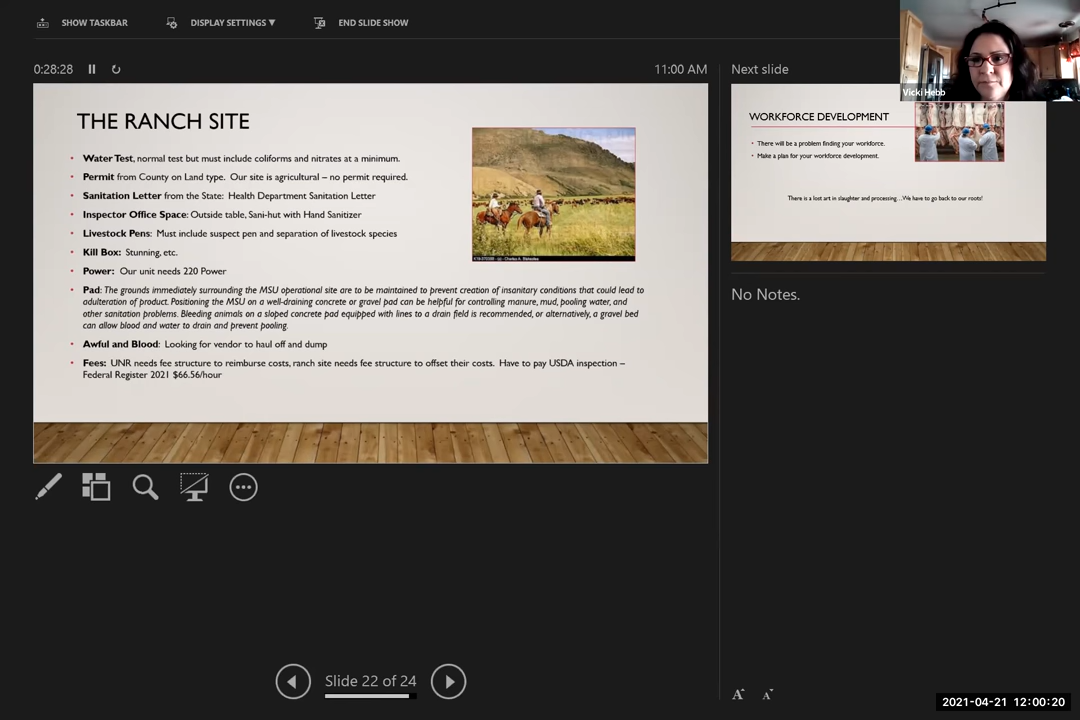 SHOW TASKBAR
DISPLAY SETTINGS ▼
END SLIDE SHOW
0:28:28
11:00 AM
Next slide
Vicki Hebb
THE RANCH SITE
• Water Test, normal test but must include coliforms and nitrates at a minimum.
• Permit from County on Land type. Our site is agricultural – no permit required.
• Sanitation Letter from the State: Health Department Sanitation Letter
• Inspector Office Space: Outside table, Sani-hut with Hand Sanitizer
• Livestock Pens: Must include suspect pen and separation of livestock species
• Kill Box: Stunning, etc.
• Power: Our unit needs 220 Power
• Pad: The grounds immediately surrounding the MSU operational site are to be maintained to prevent creation of insanitary conditions that could lead to
adulteration of product. Positioning the MSU on a well-draining concrete or gravel pad can be helpful for controlling manure, mud, pooling water, and
other sanitation problems. Bleeding animals on a sloped concrete pad equipped with lines to a drain field is recommended, or alternatively, a gravel bed
can allow blood and water to drain and prevent pooling.
• Awful and Blood: Looking for vendor to haul off and dump
• Fees: UNR needs fee structure to reimburse costs, ranch site needs fee structure to offset their costs. Have to pay USDA inspection –
Federal Register 2021 $66.56/hour
WORKFORCE DEVELOPMENT
• There will be a problem finding your workforce.
• Make a plan for your workforce development.
There is a lost art in slaughter and processing…We have to go back to our roots!
No Notes.
Slide 22 of 24
A A
2021-04-21 12:00:20